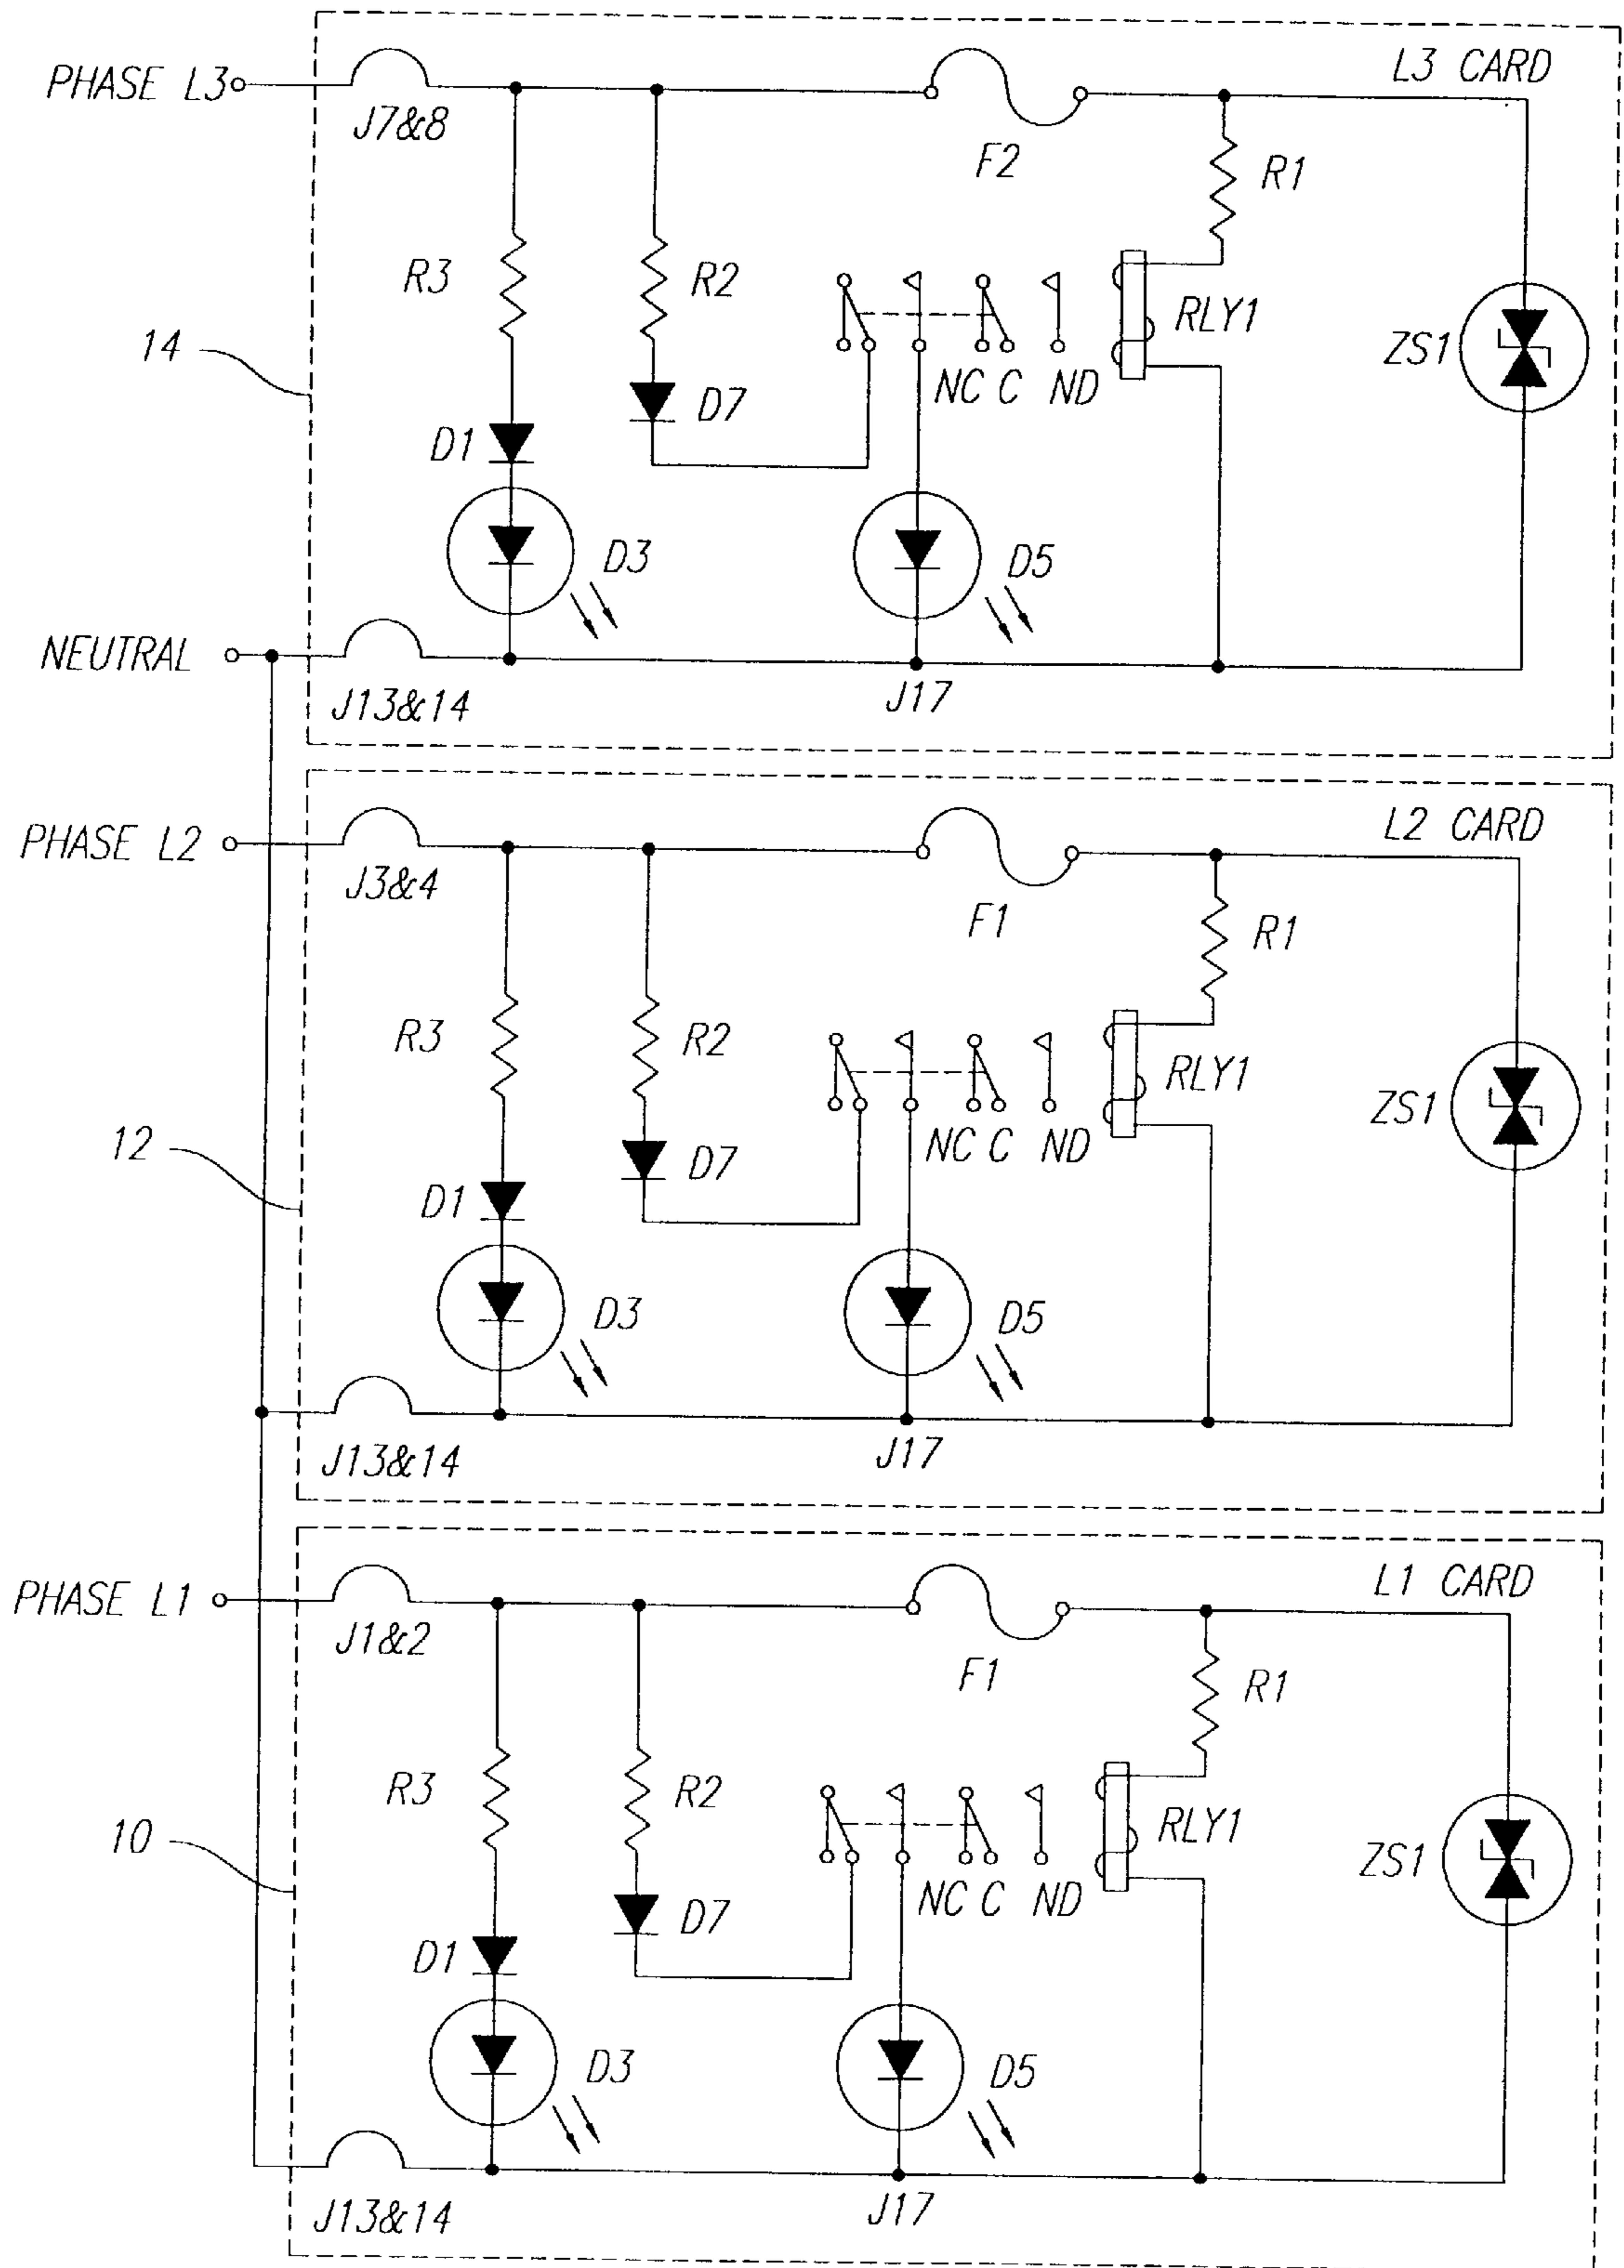 L3 CARD
PHASE L3
J7&8
F2
R1
R3
R2
RLY1
14
ZS1
NC C ND
D7
D1
D3
D5
NEUTRAL
J13&14
J17
L2 CARD
PHASE L2
J3&4
F1
R1
R3
R2
RLY1
ZS1
12
NC C ND
D7
D1
D3
D5
J13&14
J17
L1 CARD
PHASE L1
J1&2
F1
R1
R3
R2
RLY1
10
ZS1
NC C ND
D7
D1
D3
D5
J13&14
J17